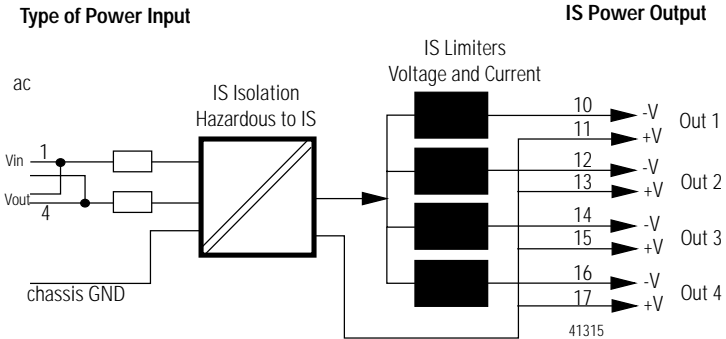 Type of Power Input
IS Power Output
IS Limiters
Voltage and Current
ac
IS Isolation
Hazardous to IS
10
-V
Out 1
11
+V
Vin
1
12
-V
Out 2
13
+V
Vout
4
14
-V
Out 3
15
+V
chassis GND
16
-V
Out 4
17
+V
41315